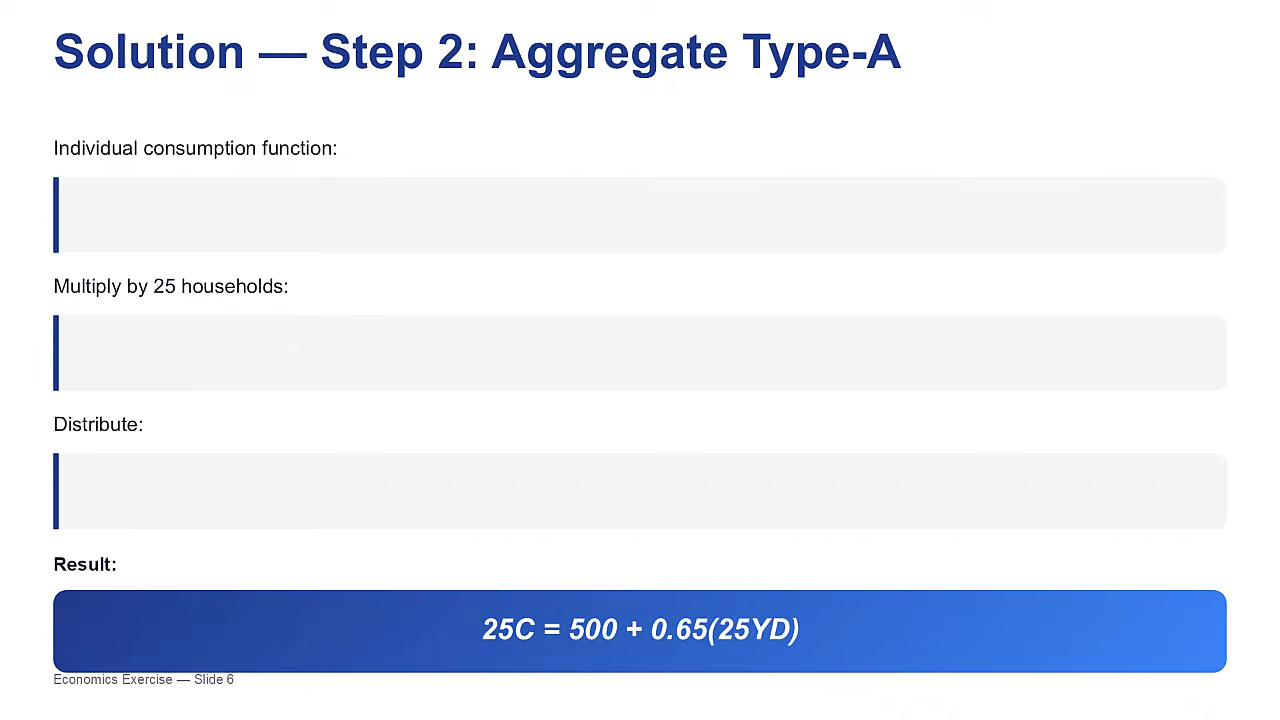 Solution — Step 2: Aggregate Type-A
Individual consumption function:
Multiply by 25 households:
Distribute:
Result:
25C = 500 + 0.65(25YD)
Economics Exercise — Slide 6